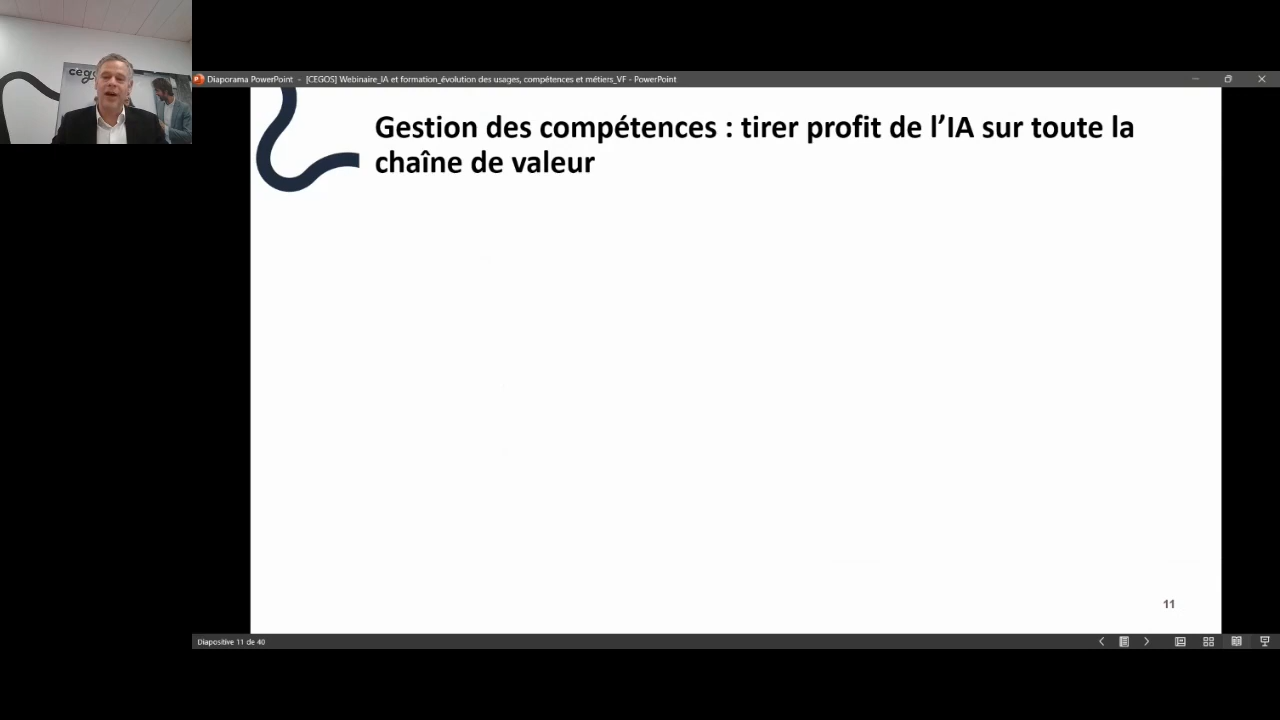 cegos
Diaporama PowerPoint - [CEGOS] Webinaire_IA et formation_évolution des usages, compétences et métiers_VF - PowerPoint
Gestion des compétences : tirer profit de l’IA sur toute la
chaîne de valeur
11
Diapositive 11 de 40